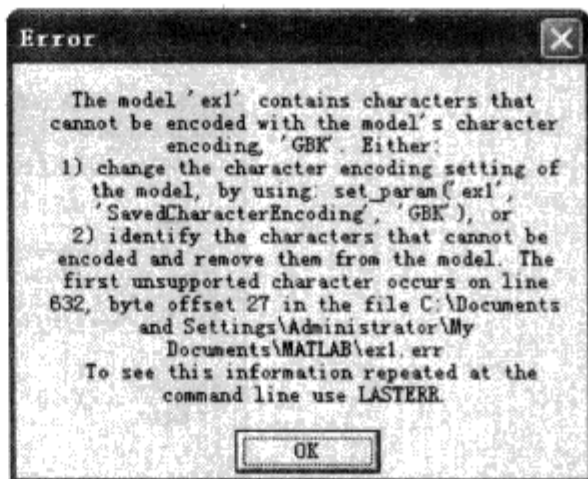 Error
The model 'ex1' contains characters that
cannot be encoded with the model's character
encoding, 'GBK'. Either:
1) change the character encoding setting of
the model, by using: set_param('ex1',
'SavedCharacterEncoding', 'GBK'), or
2) identify the characters that cannot be
encoded and remove them from the model. The
first unsupported character occurs on line
632, byte offset 27 in the file C:\Documents
and Settings\Administrator\My
Documents\MATLAB\ex1.err
To see this information repeated at the
command line use LASTERR.
OK